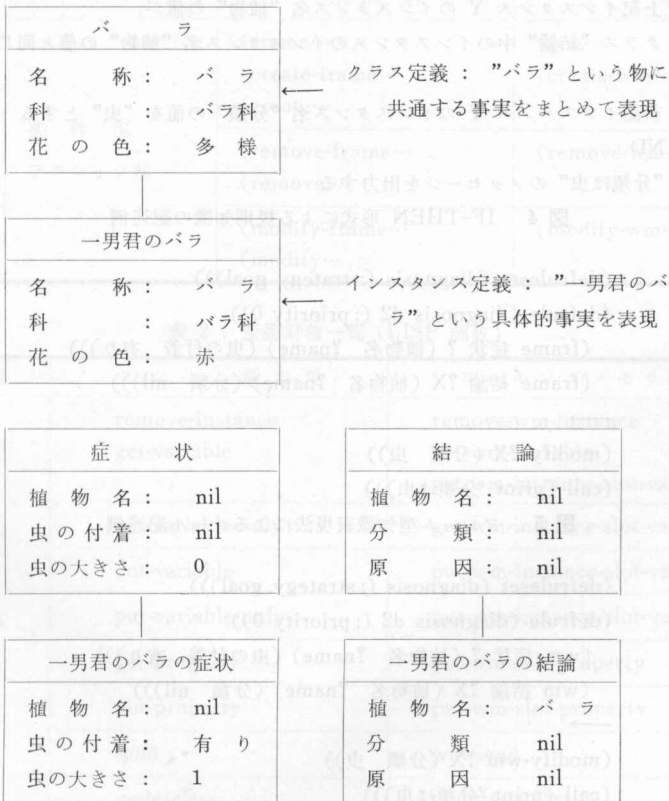 バラ
名称： バラ
科： バラ科
花の色： 多様
← クラス定義： ”バラ”という物に
共通する事実をまとめて表現
一男君のバラ
名称： バラ
科： バラ科
花の色： 赤
← インスタンス定義： ”一男君のバ
ラ”という具体的事実を表現
症状
植物名： nil
虫の付着： nil
虫の大きさ： 0
結論
植物名： nil
分類： nil
原因： nil
一男君のバラの症状
植物名： nil
虫の付着： 有り
虫の大きさ： 1
一男君のバラの結論
植物名： バラ
分類 nil
原因 nil